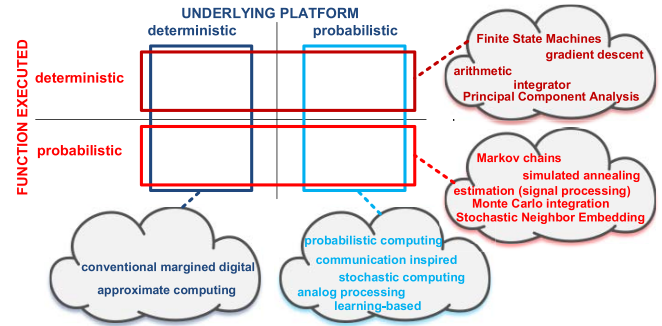 UNDERLYING PLATFORM
deterministic
probabilistic
FUNCTION EXECUTED
deterministic
probabilistic
Finite State Machines
gradient descent
arithmetic
integrator
Principal Component Analysis
Markov chains
simulated annealing
estimation (signal processing)
Monte Carlo integration
Stochastic Neighbor Embedding
conventional margined digital
approximate computing
probabilistic computing
communication inspired
stochastic computing
analog processing
learning-based